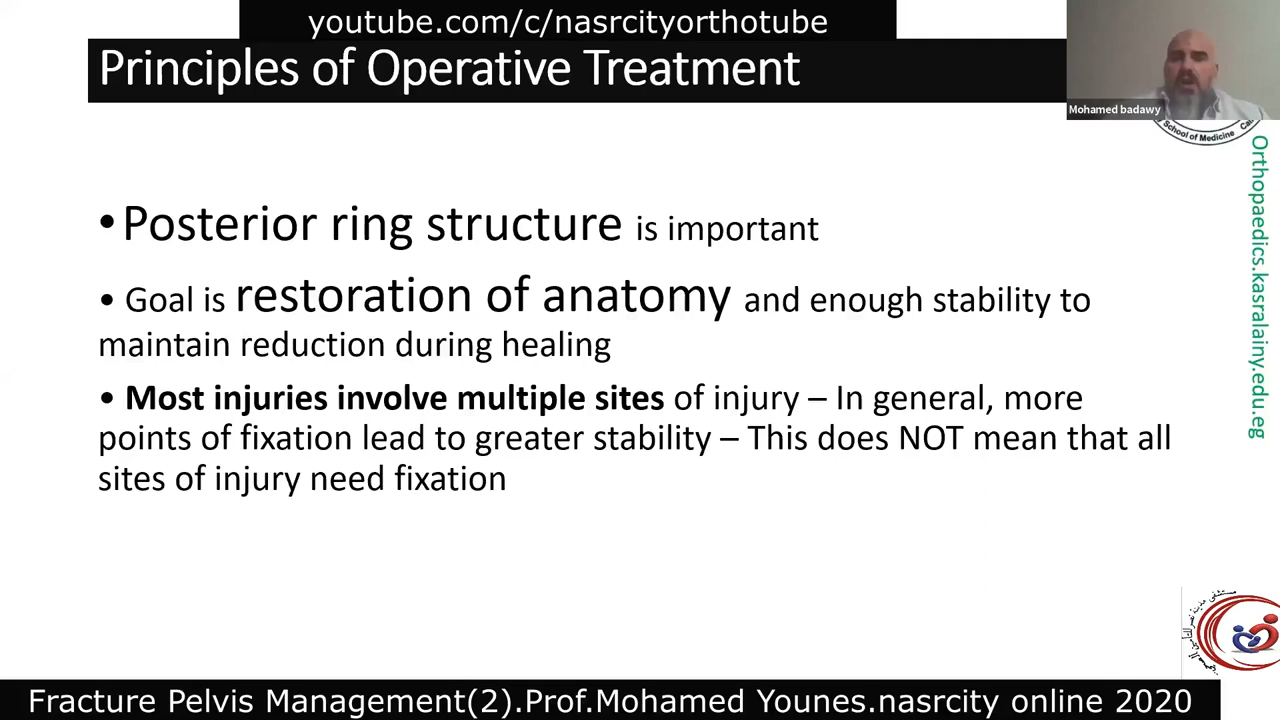 youtube.com/c/nasrcityorthotube
Principles of Operative Treatment
Mohamed badawy
School of Medicine
Orthopaedics.kasralainy.edu.eg
•Posterior ring structure is important
• Goal is restoration of anatomy and enough stability to
maintain reduction during healing
• Most injuries involve multiple sites of injury – In general, more
points of fixation lead to greater stability – This does NOT mean that all
sites of injury need fixation
Fracture Pelvis Management(2).Prof.Mohamed Younes.nasrcity online 2020